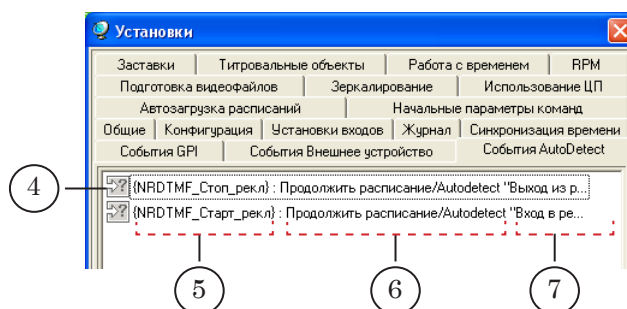 Установки
Заставки Титровальные объекты Работа с временем RPM
Подготовка видеофайлов Зеркалирование Использование ЦП
Автозагрузка расписаний Начальные параметры команд
Общие Конфигурация Установки входов Журнал Синхронизация времени
События GPI События Внешнее устройство События AutoDetect
4 {NRDTMF_Стоп_рекл} : Продолжить расписание/Autodetect "Выход из р...
{NRDTMF_Старт_рекл} : Продолжить расписание/Autodetect "Вход в ре...
5 6 7